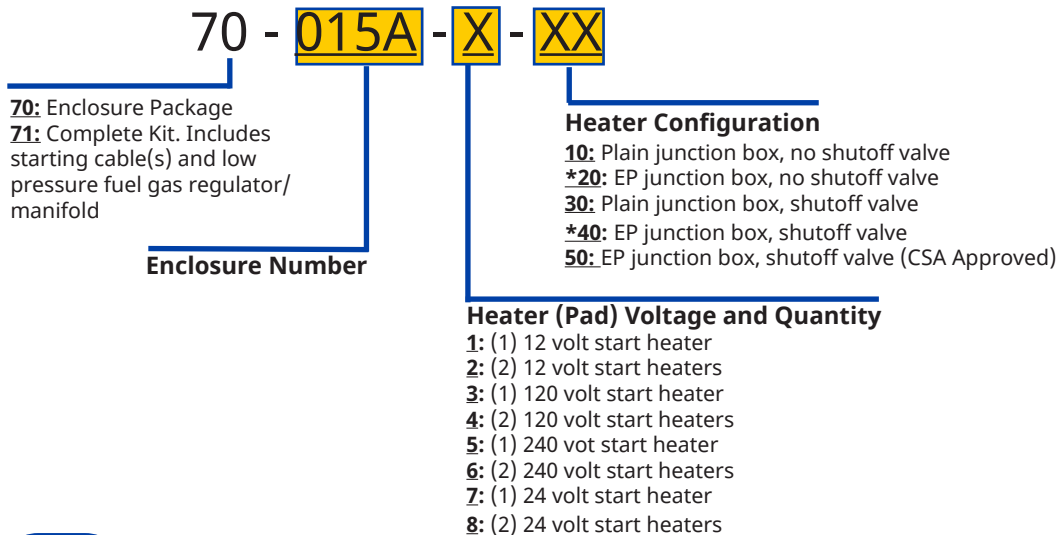 70 - 015A - X - XX
70: Enclosure Package
71: Complete Kit. Includes
starting cable(s) and low
pressure fuel gas regulator/
manifold
Enclosure Number
Heater Configuration
10: Plain junction box, no shutoff valve
*20: EP junction box, no shutoff valve
30: Plain junction box, shutoff valve
*40: EP junction box, shutoff valve
50: EP junction box, shutoff valve (CSA Approved)
Heater (Pad) Voltage and Quantity
1: (1) 12 volt start heater
2: (2) 12 volt start heaters
3: (1) 120 volt start heater
4: (2) 120 volt start heaters
5: (1) 240 vot start heater
6: (2) 240 volt start heaters
7: (1) 24 volt start heater
8: (2) 24 volt start heaters